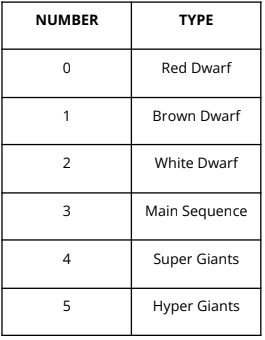 NUMBER TYPE
0 Red Dwarf
1 Brown Dwarf
2 White Dwarf
3 Main Sequence
4 Super Giants
5 Hyper Giants